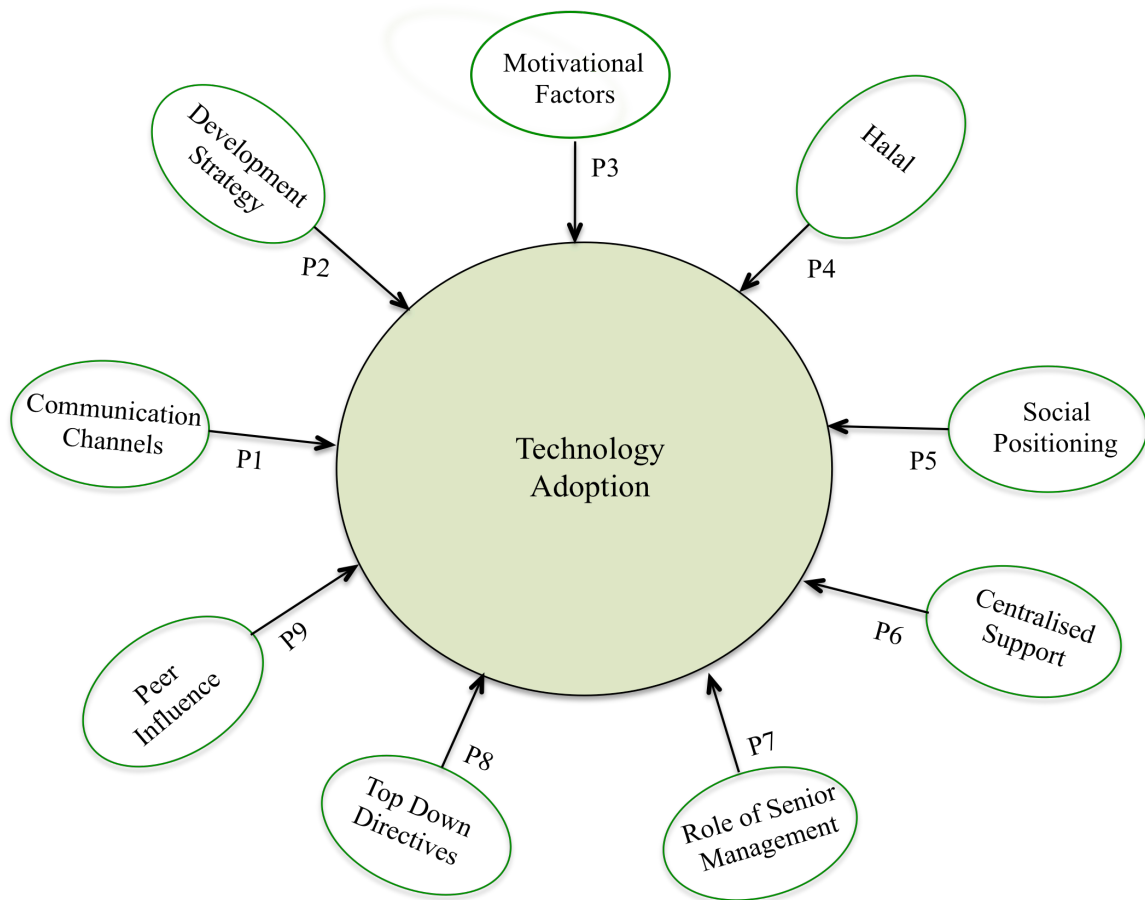 Motivational
Factors
P3
Development
Strategy
P2
Halal
P4
Communication
Channels
P1
Technology
Adoption
Social
Positioning
P5
Centralised
Support
P6
Peer
Influence
P9
Top Down
Directives
P8
Role of Senior
Management
P7